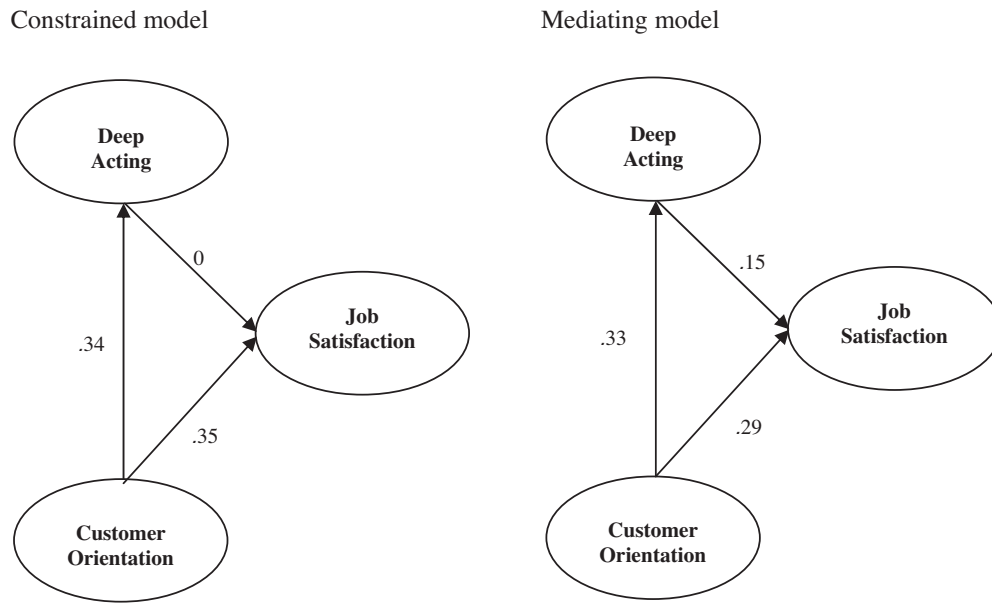 Constrained model
Deep
Acting
0
Job
Satisfaction
.34
.35
Customer
Orientation
Mediating model
Deep
Acting
.15
Job
Satisfaction
.33
.29
Customer
Orientation